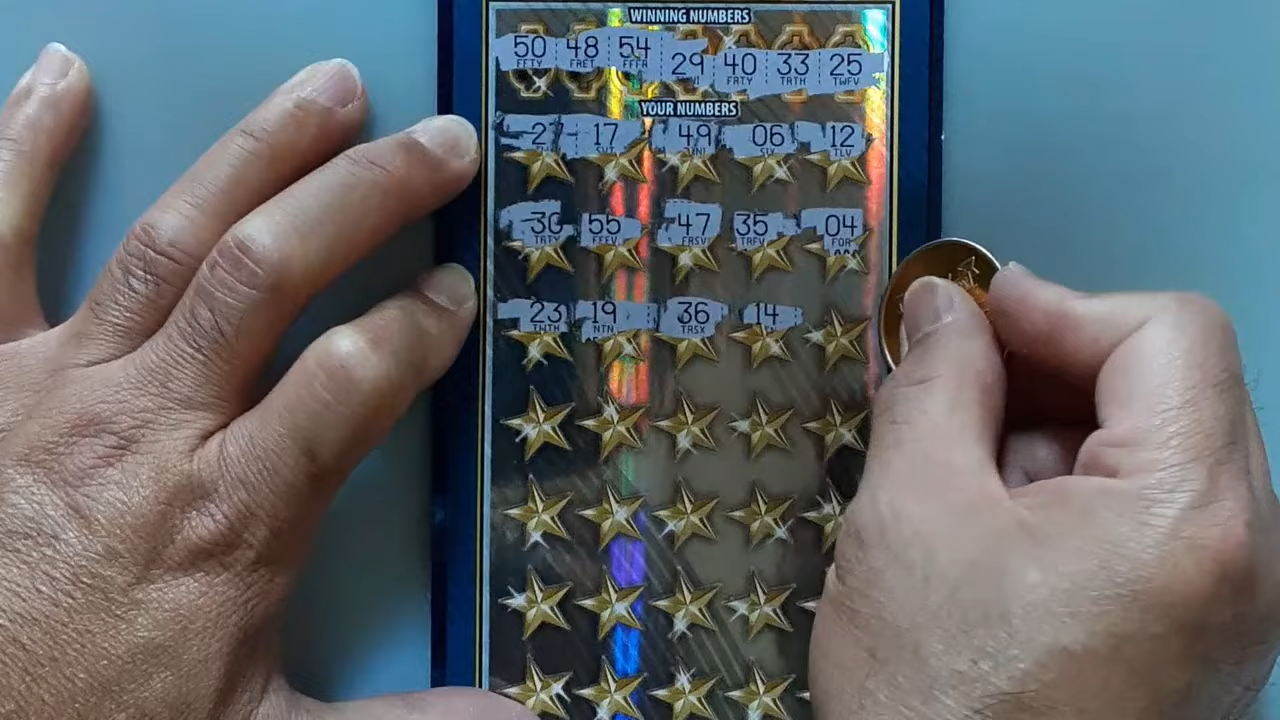 WINNING NUMBERS
50 48 54 29 40 33 25
FFTY FRET FFFR FRTY TRTH TWFV
YOUR NUMBERS
27 17 49 06 12
SVT SIX TLV
30 55 47 35 04
TRTY FFFV FRSV TRFV FOR
23 19 36 14
TWTH NTN TRSX